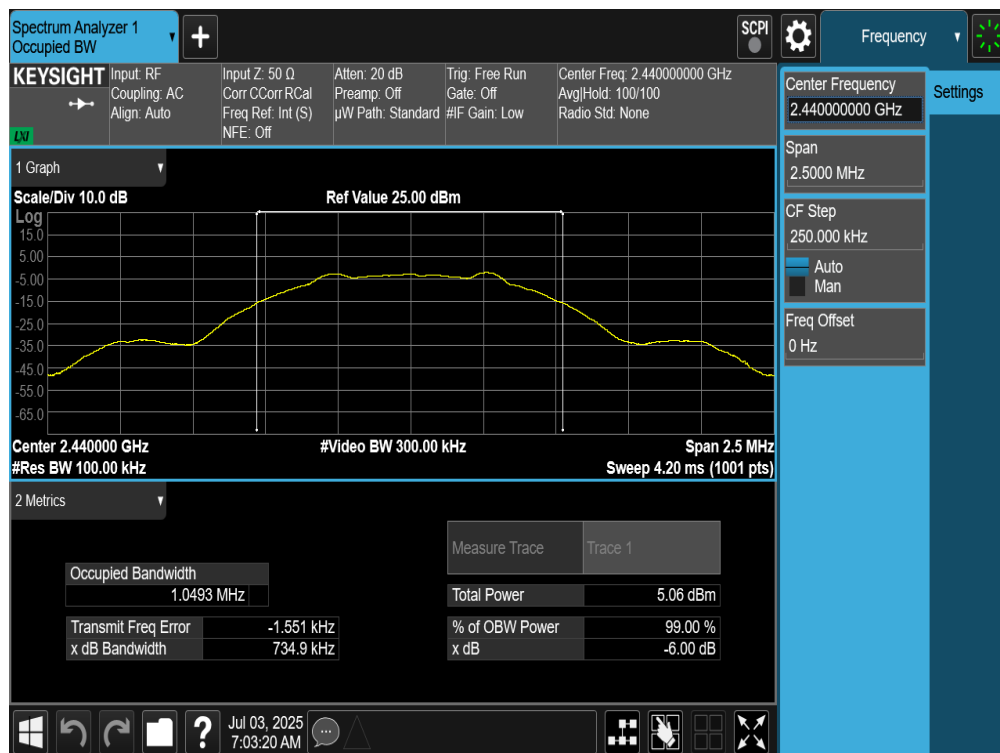 Spectrum Analyzer 1
Occupied BW
+
SCPI
Frequency
KEYSIGHT
Input: RF
Coupling: AC
Align: Auto
Input Z: 50 Ω
Corr CCorr RCal
Freq Ref: Int (S)
NFE: Off
Atten: 20 dB
Preamp: Off
µW Path: Standard
Trig: Free Run
Gate: Off
#IF Gain: Low
Center Freq: 2.440000000 GHz
Avg|Hold: 100/100
Radio Std: None
LXI
Center Frequency
2.440000000 GHz
Settings
Span
2.5000 MHz
CF Step
250.000 kHz
Auto
Man
Freq Offset
0 Hz
1 Graph
Scale/Div 10.0 dB
Ref Value 25.00 dBm
Log
15.0
5.00
-5.00
-15.0
-25.0
-35.0
-45.0
-55.0
-65.0
Center 2.440000 GHz
#Video BW 300.00 kHz
Span 2.5 MHz
#Res BW 100.00 kHz
Sweep 4.20 ms (1001 pts)
2 Metrics
Measure Trace
Trace 1
Occupied Bandwidth
1.0493 MHz
Total Power
5.06 dBm
Transmit Freq Error
-1.551 kHz
% of OBW Power
99.00 %
x dB Bandwidth
734.9 kHz
x dB
-6.00 dB
?
Jul 03, 2025
7:03:20 AM